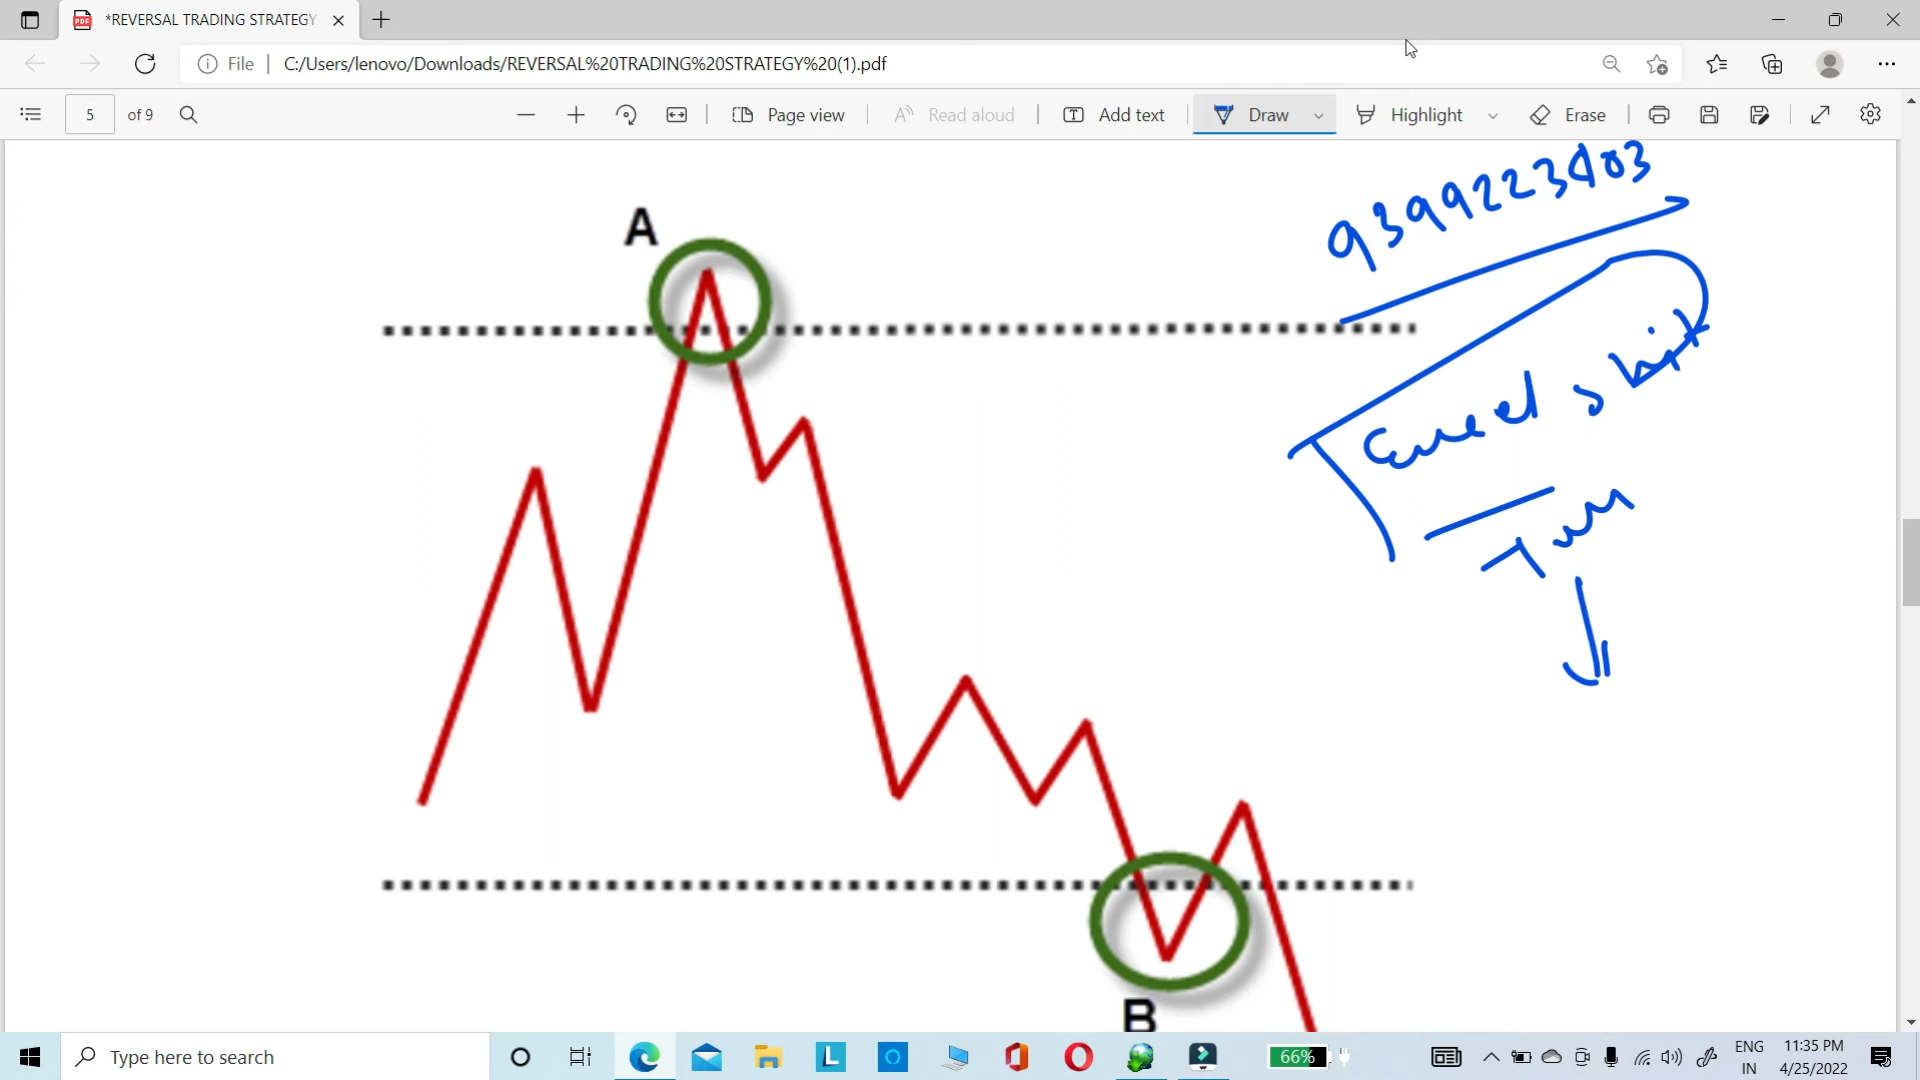 *REVERSAL TRADING STRATEGY
File
C:/Users/lenovo/Downloads/REVERSAL%20TRADING%20STRATEGY%20(1).pdf
5 of 9
Page view
Read aloud
Add text
Draw
Highlight
Erase
9399223403
A
B
Type here to search
66%
ENG
IN
11:35 PM
4/25/2022